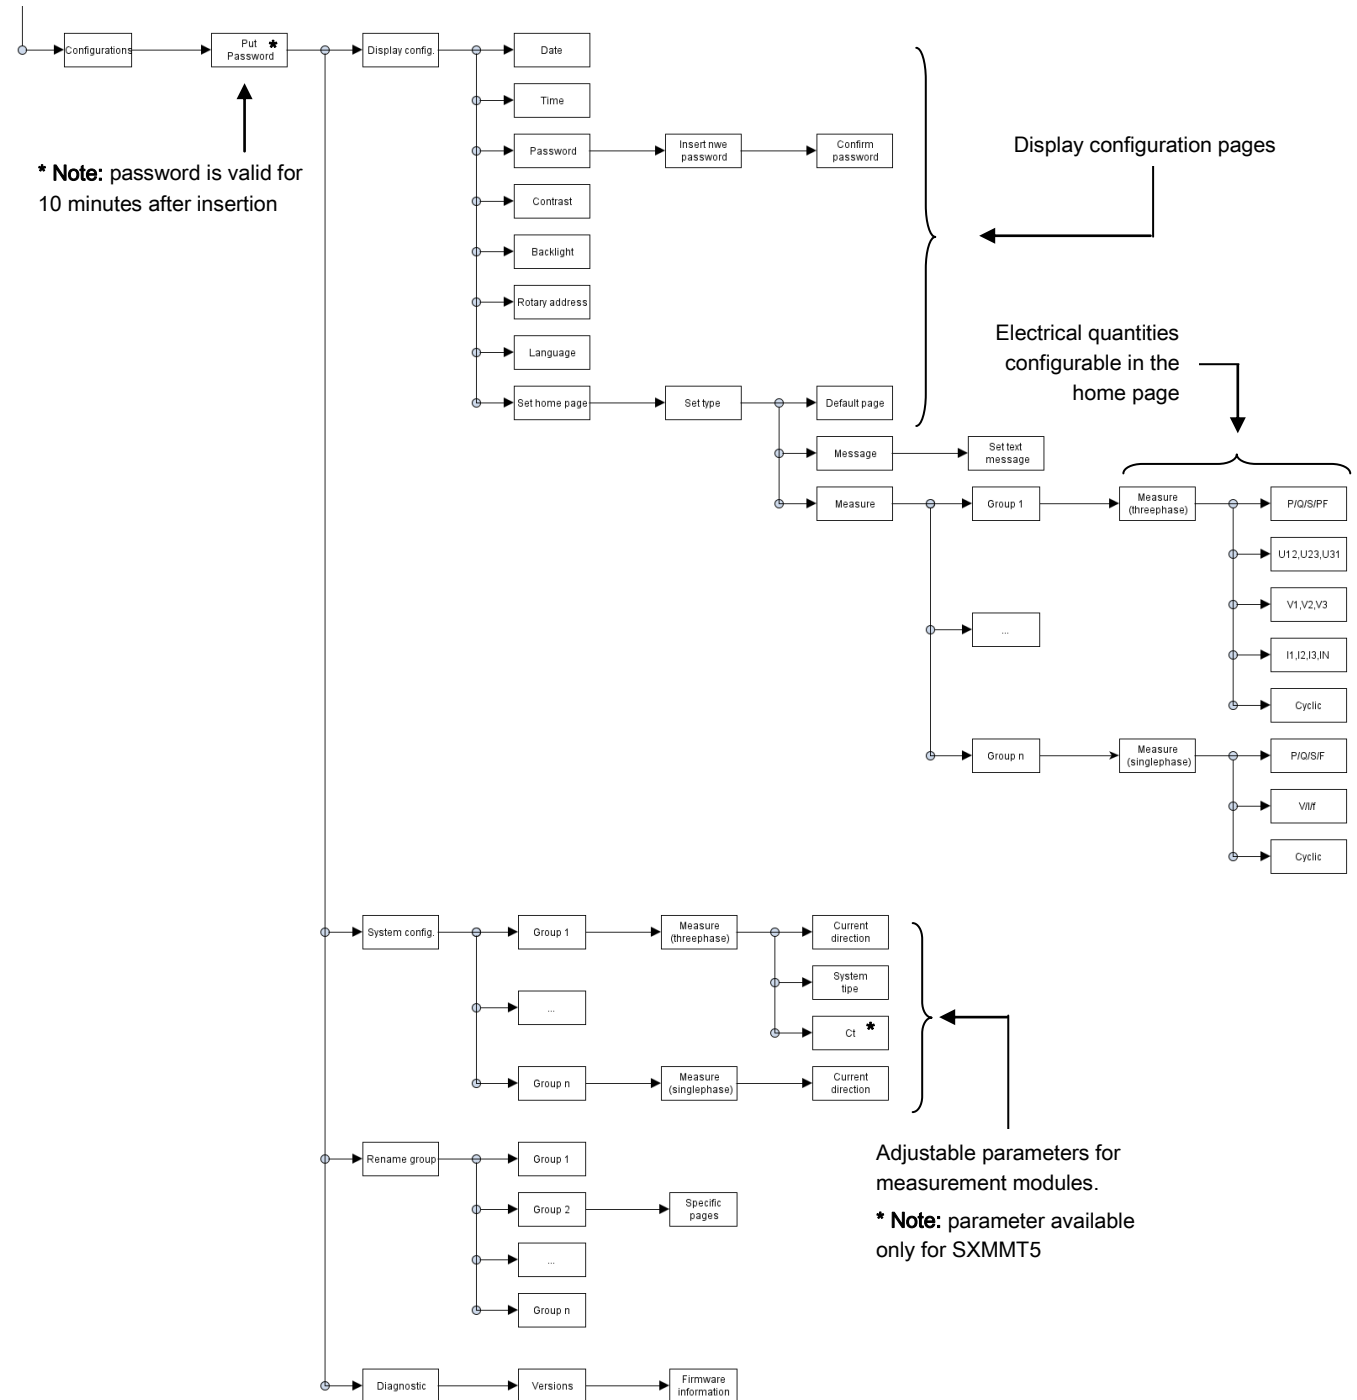 Configurations
Put *
Password
Display config.
Date
Time
Password
Insert nwe
password
Confirm
password
Contrast
Backlight
Rotary address
Language
Set home page
Set type
Default page
Message
Set text
message
Measure
Group 1
Measure
(threephase)
P/Q/S/PF
U12,U23,U31
V1,V2,V3
I1,I2,I3,IN
Cyclic
...
Group n
Measure
(singlephase)
P/Q/S/F
V/I/f
Cyclic
* Note: password is valid for
10 minutes after insertion
Display configuration pages
Electrical quantities
configurable in the
home page
System config.
Group 1
Measure
(threephase)
Current
direction
System
tipe
Ct *
...
Group n
Measure
(singlephase)
Current
direction
Adjustable parameters for
measurement modules.
* Note: parameter available
only for SXMMT5
Rename group
Group 1
Group 2
Specific
pages
...
Group n
Diagnostic
Versions
Firmware
information